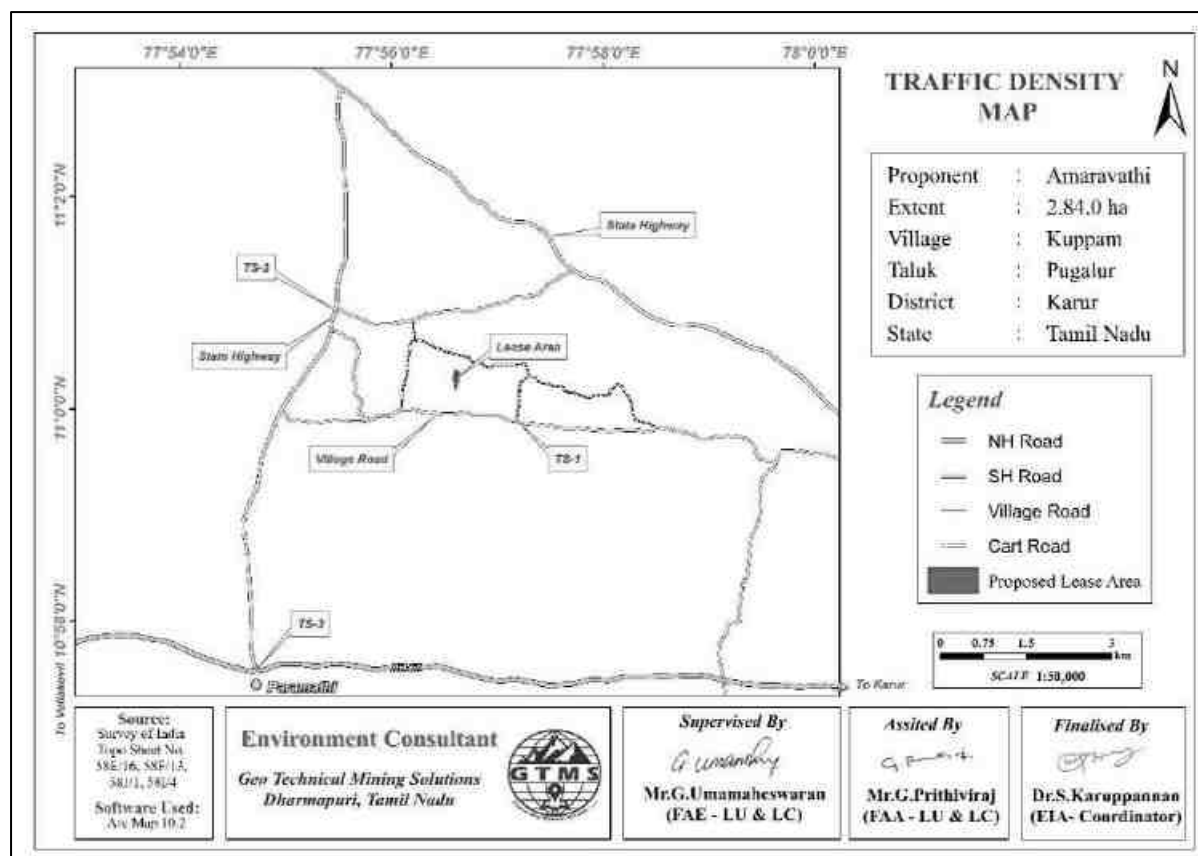 77°54'0"E
77°56'0"E
77°58'0"E
78°0'0"E
11°2'0"N
11°0'0"N
10°58'0"N
State Highway
TS-2
State Highway
Lease Area
Village Road
TS-1
TS-3
Paramathi
To Karur
TRAFFIC DENSITY
MAP
N
Proponent : Amaravathi
Extent : 2.84.0 ha
Village : Kuppam
Taluk : Pugalur
District : Karur
State : Tamil Nadu
Legend
NH Road
SH Road
Village Road
Cart Road
Proposed Lease Area
0 0.75 1.5 3
km
SCALE 1:50,000
Source:
Survey of India
Topo Sheet No.
Software Used:
Arc Map 10.2
Environment Consultant
Geo Technical Mining Solutions
Dharmapuri, Tamil Nadu
GTMS
Supervised By
Mr.G.Umamaheswaran
(FAE - LU & LC)
Assited By
Mr.G.Prithiviraj
(FAA - LU & LC)
Finalised By
Dr.S.Karuppannan
(EIA- Coordinator)